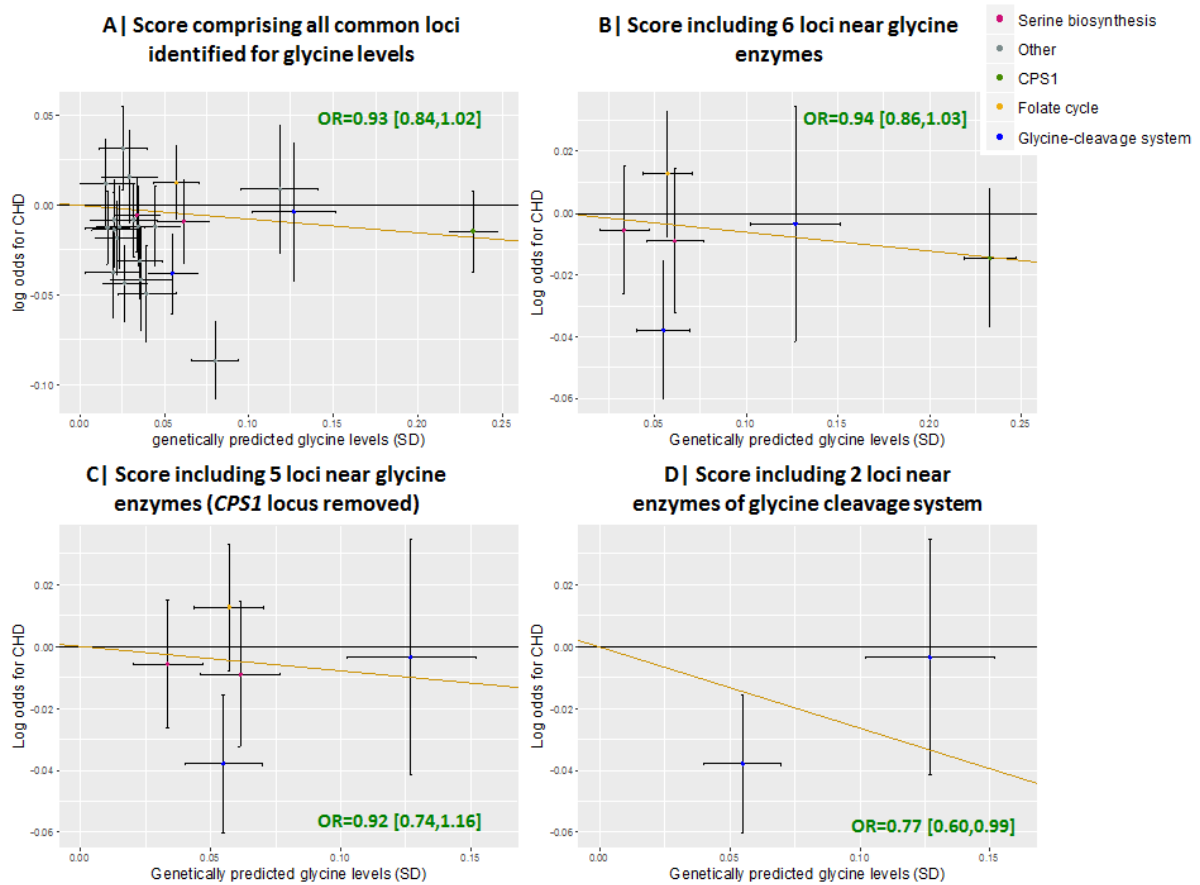 A| Score comprising all common loci
identified for glycine levels
OR=0.93 [0.84,1.02]
log odds for CHD
0.05
0.00
-0.05
-0.10
0.00
0.05
0.10
0.15
0.20
0.25
genetically predicted glycine levels (SD)
B| Score including 6 loci near glycine
enzymes
OR=0.94 [0.86,1.03]
Log odds for CHD
0.02
0.00
-0.02
-0.04
-0.06
0.05
0.10
0.15
0.20
0.25
Genetically predicted glycine levels (SD)
Serine biosynthesis
Other
CPS1
Folate cycle
Glycine-cleavage system
C| Score including 5 loci near glycine
enzymes (CPS1 locus removed)
Log odds for CHD
0.02
0.00
-0.02
-0.04
-0.06
OR=0.92 [0.74,1.16]
0.00
0.05
0.10
0.15
Genetically predicted glycine levels (SD)
D| Score including 2 loci near
enzymes of glycine cleavage system
Log odds for CHD
0.02
0.00
-0.02
-0.04
-0.06
OR=0.77 [0.60,0.99]
0.00
0.05
0.10
0.15
Genetically predicted glycine levels (SD)